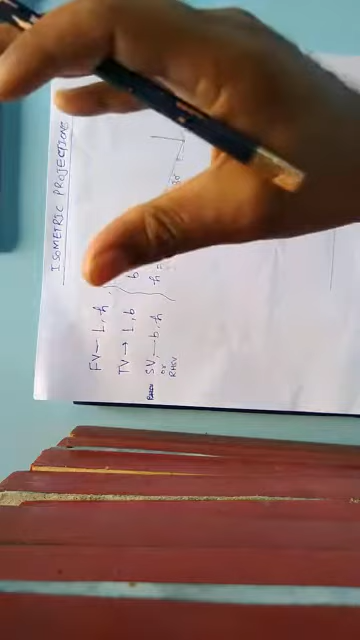 ISOMETRIC PROJECTIONS
FV – L, h
TV → L, b
b
SV, – b, h
or
RHSV
h =
30